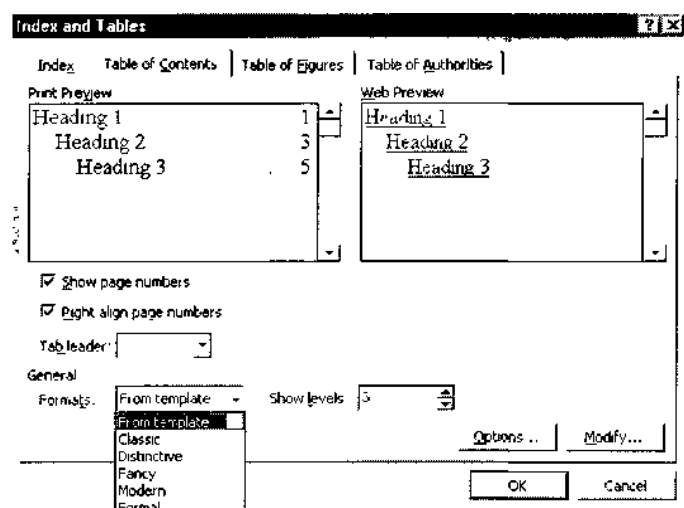 Index and Tables
Index Table of Contents Table of Figures Table of Authorities
Print Preview Web Preview
Heading 1 1 Heading 1
Heading 2 3 Heading 2
Heading 3 5 Heading 3
Show page numbers
Right align page numbers
Tab leader:
General
Formats: From template Show levels
From template
Classic
Options .. Modify...
Distinctive
Fancy
Modern
OK Cancel
Formal